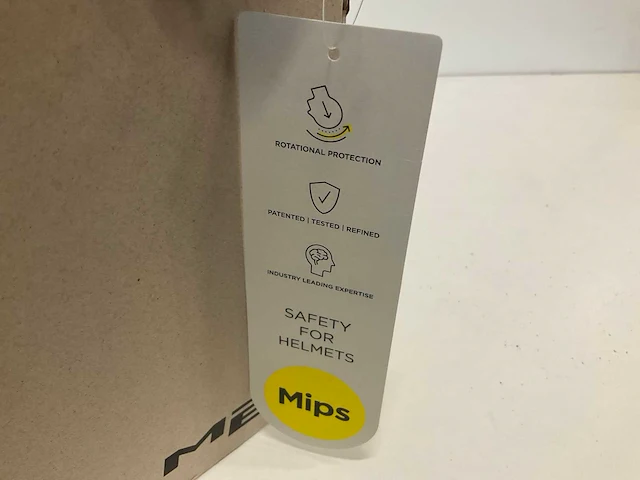 ROTATIONAL PROTECTION
PATENTED | TESTED | REFINED
INDUSTRY LEADING EXPERTISE
SAFETY
FOR
HELMETS
Mips